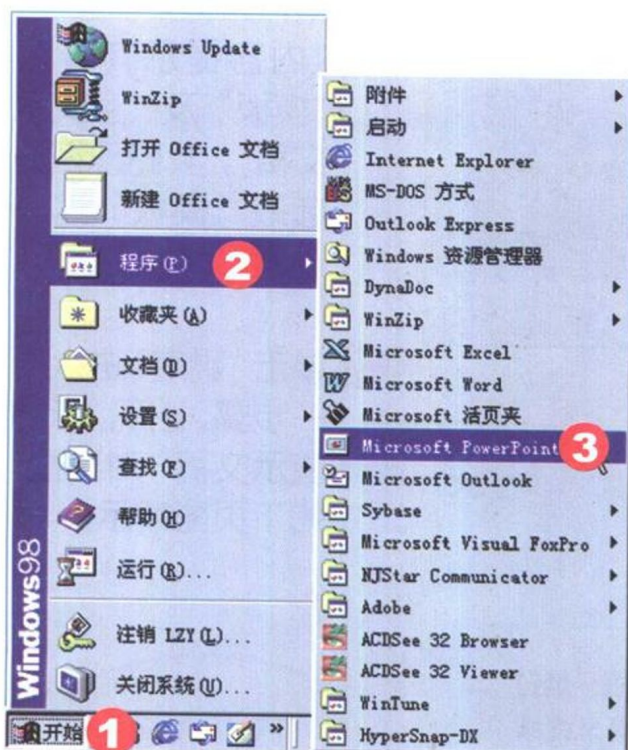 Windows Update
WinZip
打开 Office 文档
新建 Office 文档
程序(P) 2
收藏夹(A)
文档(D)
设置(S)
查找(F)
帮助(H)
运行(R)...
注销 LZY(L)...
关闭系统(U)...
Windows98
开始 1 »
附件
启动
Internet Explorer
MS-DOS 方式
Outlook Express
Windows 资源管理器
DynaDoc
WinZip
Microsoft Excel
Microsoft Word
Microsoft 活页夹
Microsoft PowerPoint 3
Microsoft Outlook
Sybase
Microsoft Visual FoxPro
NJStar Communicator
Adobe
ACDSee 32 Browser
ACDSee 32 Viewer
WinTune
HyperSnap-DX